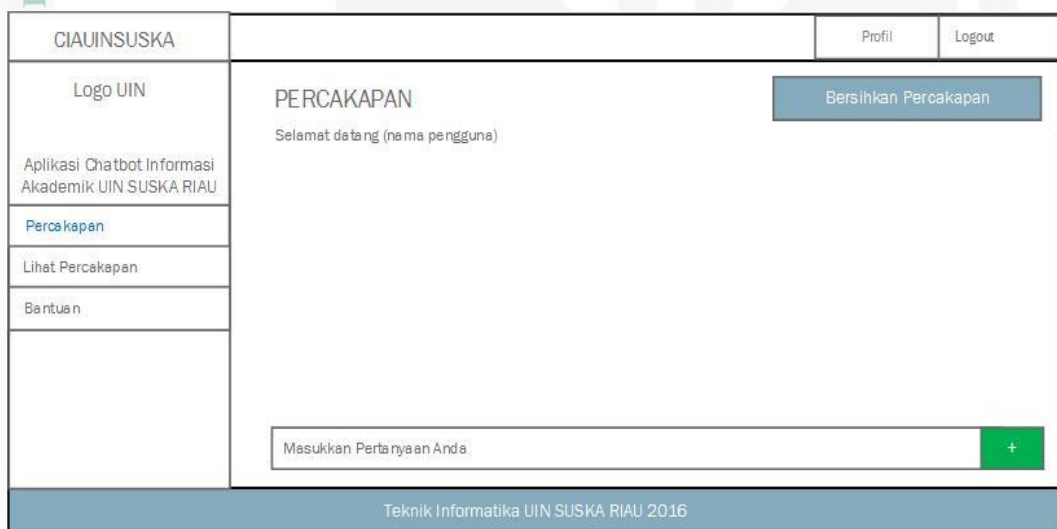 CIAUINSUSKA
Profil
Logout
Logo UIN
Aplikasi Chatbot Informasi
Akademik UIN SUSKA RIAU
Percakapan
Lihat Percakapan
Bantuan
PERCAKAPAN
Bersihkan Percakapan
Selamat datang (nama pengguna)
Masukkan Pertanyaan Anda
+
Teknik Informatika UIN SUSKA RIAU 2016